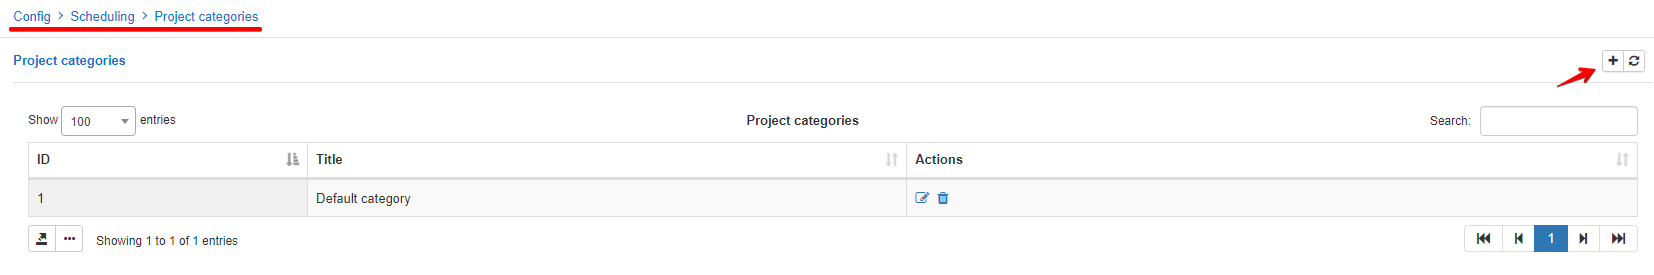 Config > Scheduling > Project categories
Project categories
Show 100 entries
Project categories
Search:
ID Title Actions
1 Default category
Showing 1 to 1 of 1 entries
1